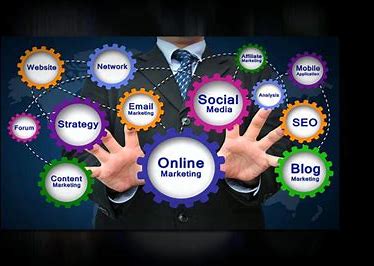 Website
Network
Affiliate
Marketing
Mobile
Application
Email
Marketing
Social
Media
Analysis
Forum
Strategy
SEO
Online
Marketing
Content
Marketing
Blog
Marketing